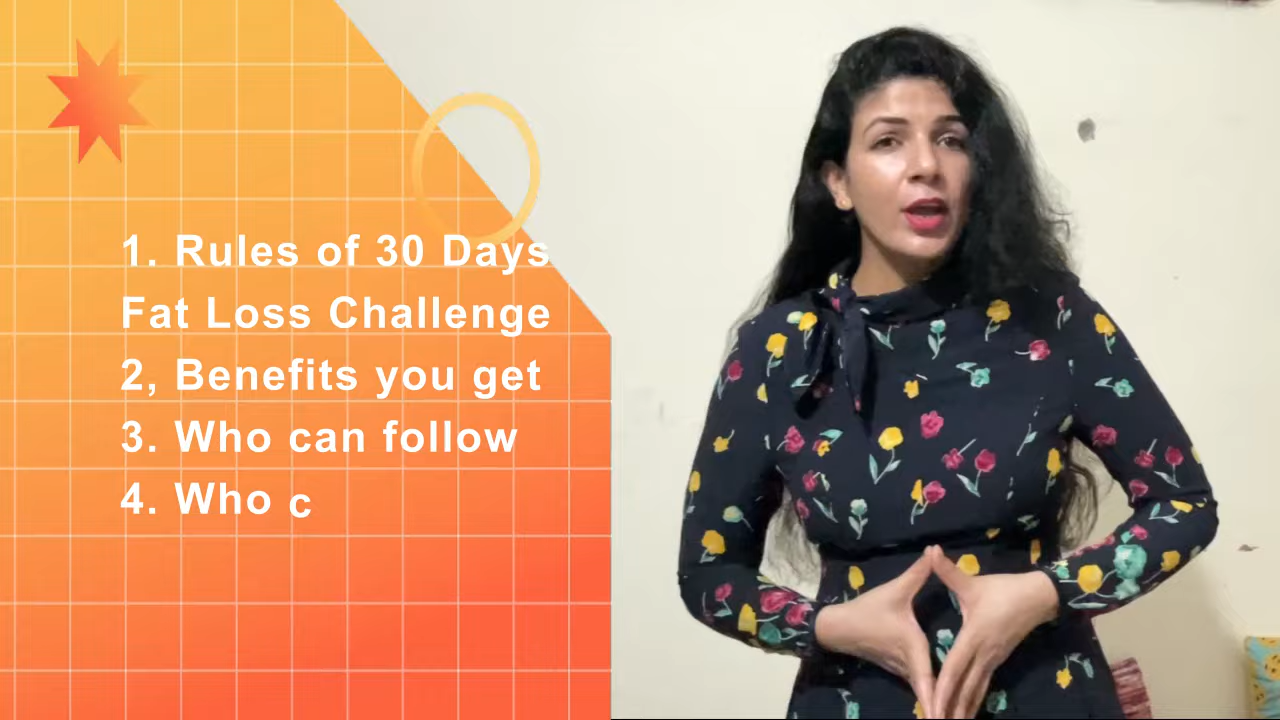 1. Rules of 30 Days
Fat Loss Challenge
2, Benefits you get
3. Who can follow
4. Who c